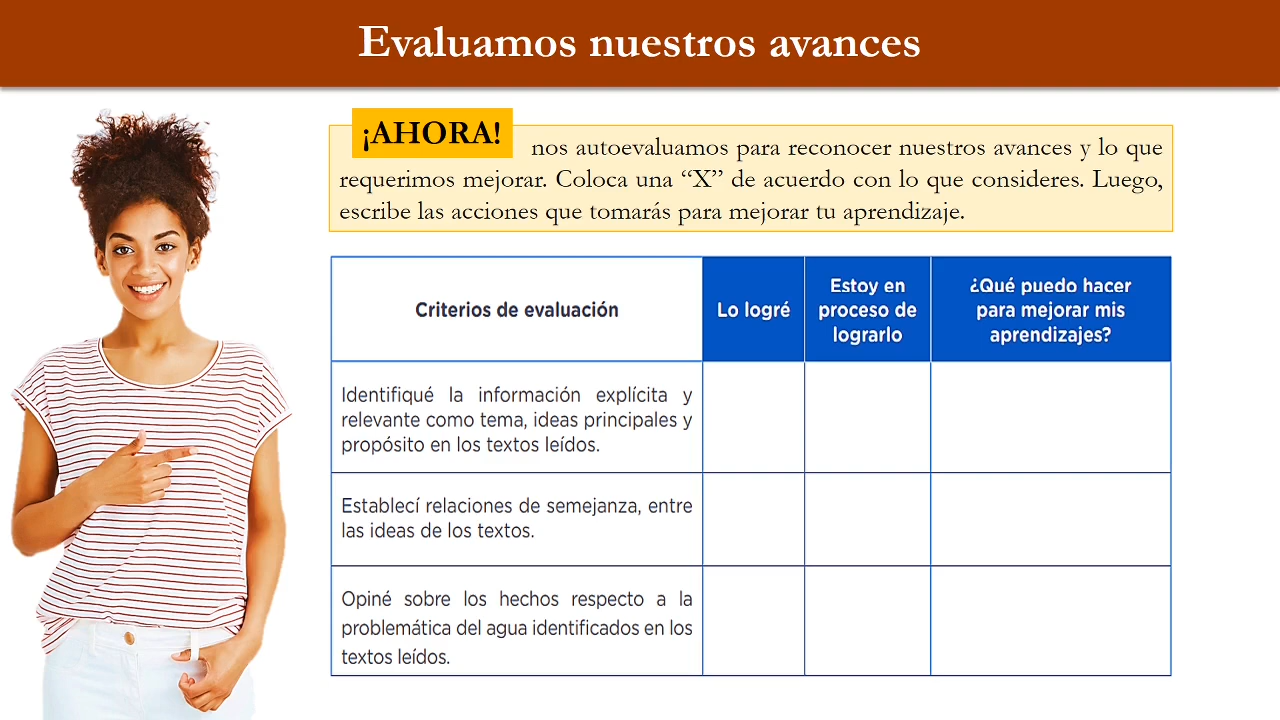 Evaluamos nuestros avances
¡AHORA!
nos autoevaluamos para reconocer nuestros avances y lo que
requerimos mejorar. Coloca una “X” de acuerdo con lo que consideres. Luego,
escribe las acciones que tomarás para mejorar tu aprendizaje.
Criterios de evaluación
Lo logré
Estoy en
proceso de
lograrlo
¿Qué puedo hacer
para mejorar mis
aprendizajes?
Identifiqué la información explícita y
relevante como tema, ideas principales y
propósito en los textos leídos.
Establecí relaciones de semejanza, entre
las ideas de los textos.
Opiné sobre los hechos respecto a la
problemática del agua identificados en los
textos leídos.